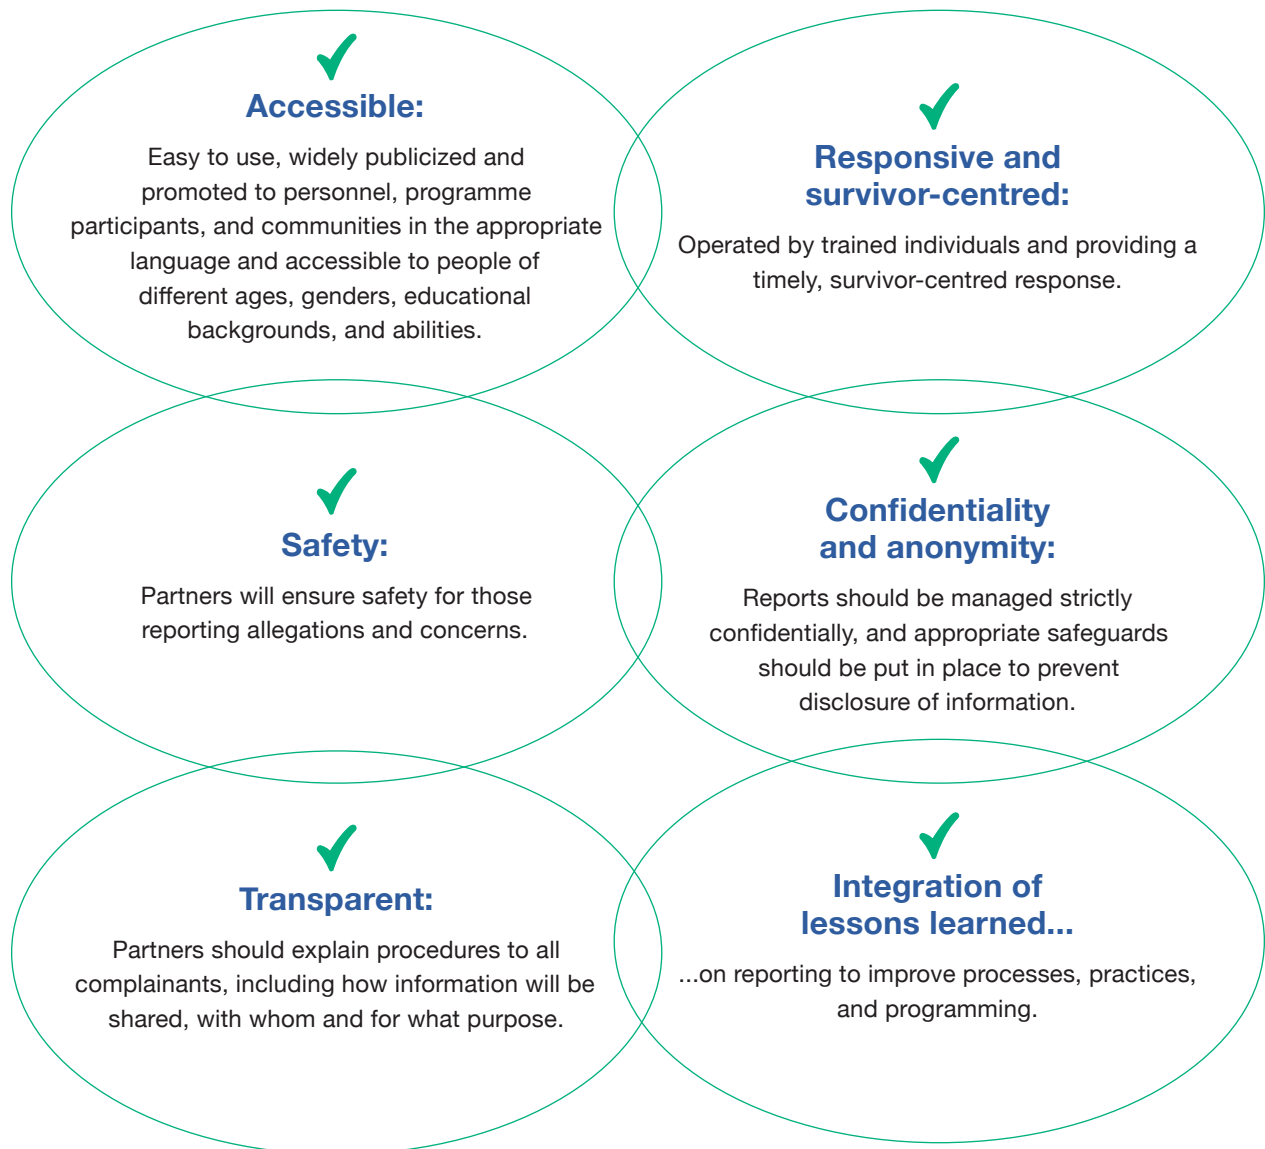 Accessible:
Easy to use, widely publicized and
promoted to personnel, programme
participants, and communities in the appropriate
language and accessible to people of
different ages, genders, educational
backgrounds, and abilities.
Responsive and
survivor-centred:
Operated by trained individuals and providing a
timely, survivor-centred response.
Safety:
Partners will ensure safety for those
reporting allegations and concerns.
Confidentiality
and anonymity:
Reports should be managed strictly
confidentially, and appropriate safeguards
should be put in place to prevent
disclosure of information.
Transparent:
Partners should explain procedures to all
complainants, including how information will be
shared, with whom and for what purpose.
Integration of
lessons learned...
...on reporting to improve processes, practices,
and programming.